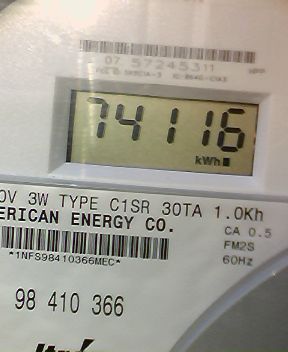 07 57245311
74116
kWh
0V 3W TYPE C1SR 30TA 1.0Kh
ERICAN ENERGY CO.
CA 0.5
FM2S
*1NFS98410366MEC*
60Hz
98 410 366